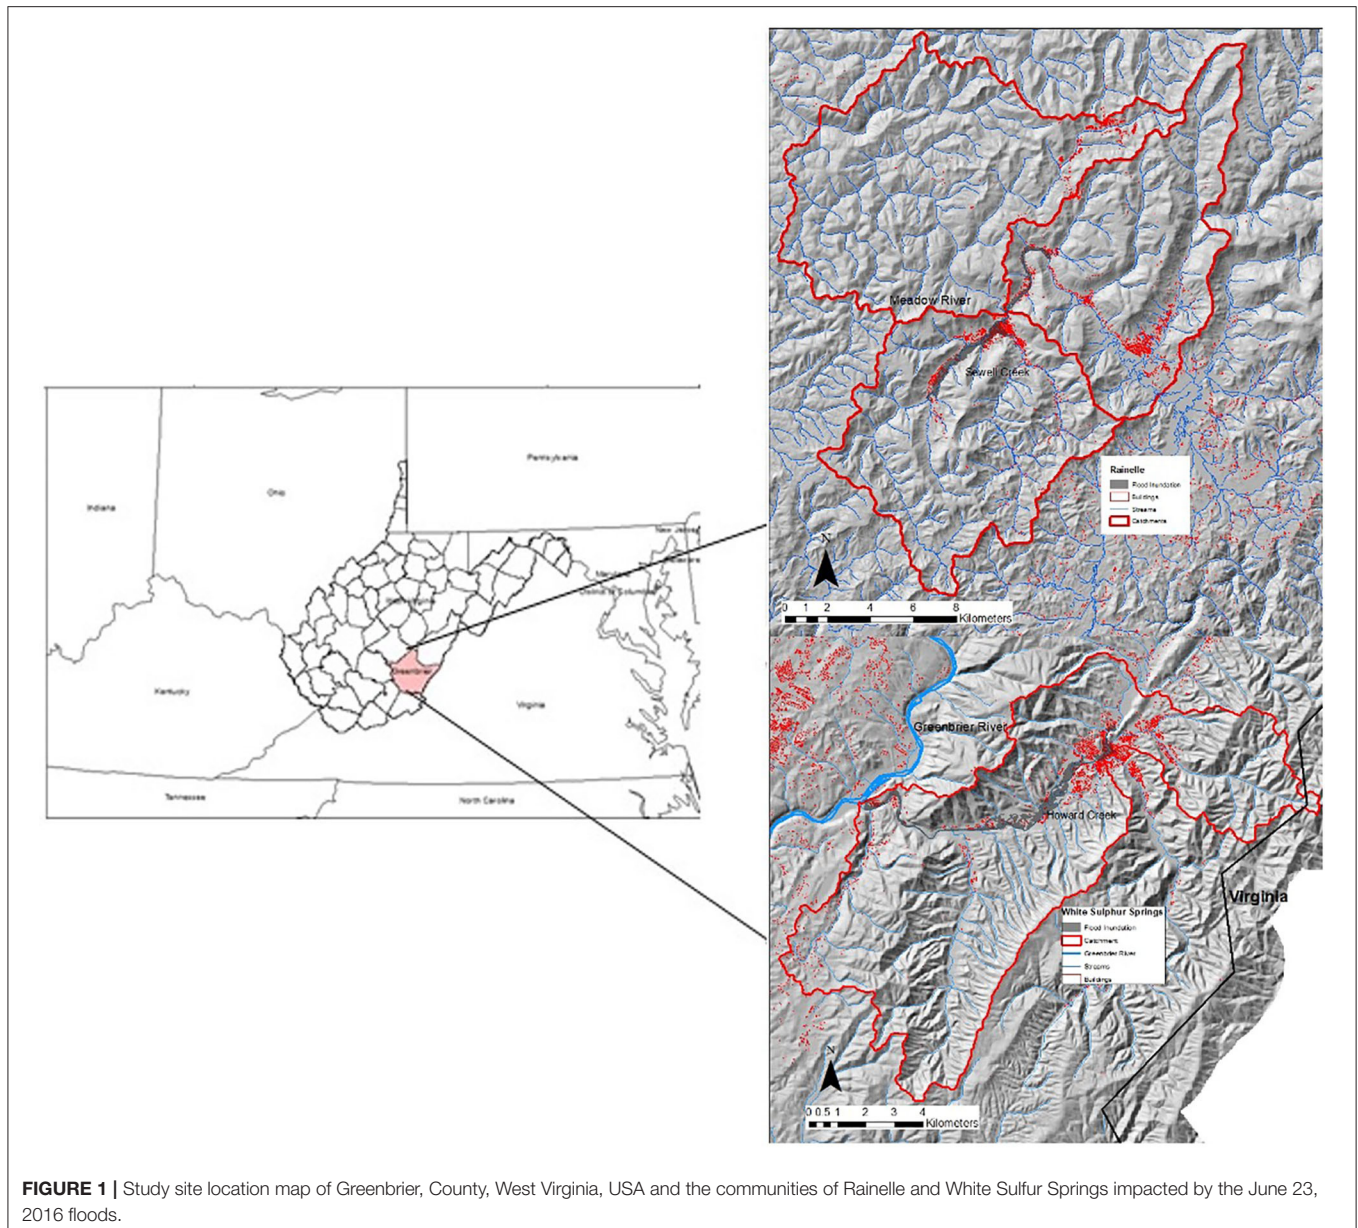 Pennsylvania
Ohio
Indiana
New Jersey
Kentucky
Greenbrier
Virginia
Tennessee
North Carolina
Meadow River
Sewell Creek
Rainelle
Flood Inundation
Buildings
Streams
Catchments
N
0 1 2 4 6 8
Kilometers
Greenbrier River
Howard Creek
Virginia
White Sulphur Springs
Flood Inundation
Catchment
Greenbrier River
Streams
Buildings
N
0 0.5 1 2 3 4
Kilometers
FIGURE 1 | Study site location map of Greenbrier, County, West Virginia, USA and the communities of Rainelle and White Sulfur Springs impacted by the June 23,
2016 floods.